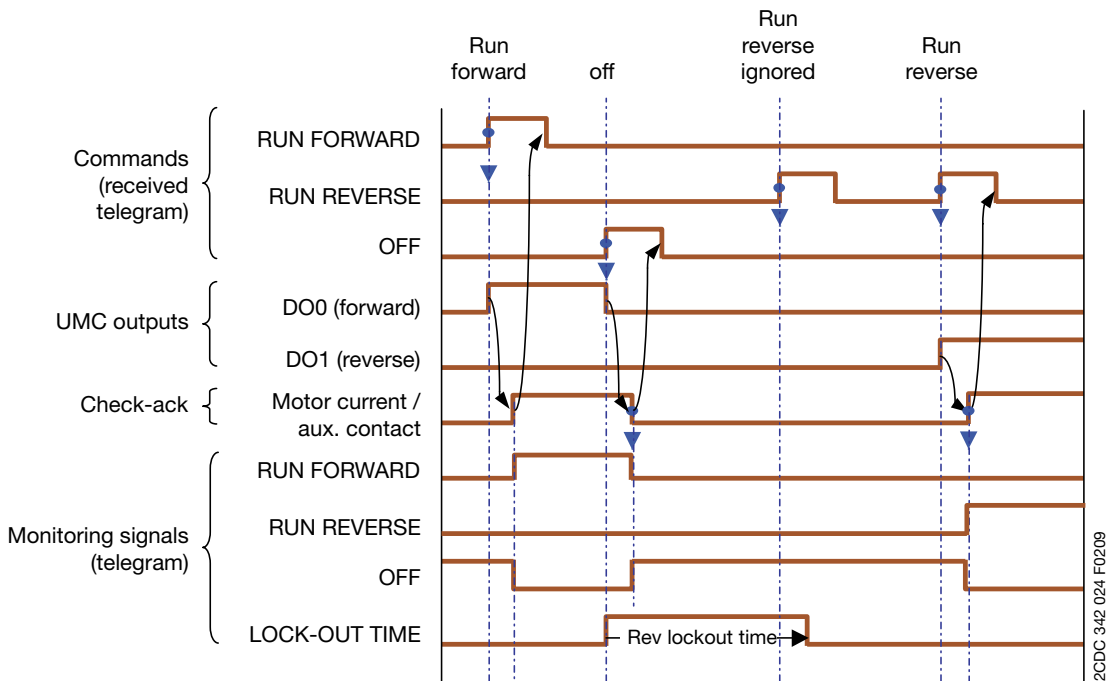 Run
forward
off
Run
reverse
ignored
Run
reverse
Commands
(received
telegram)
RUN FORWARD
RUN REVERSE
OFF
UMC outputs
DO0 (forward)
DO1 (reverse)
Check-ack
Motor current /
aux. contact
Monitoring signals
(telegram)
RUN FORWARD
RUN REVERSE
OFF
LOCK-OUT TIME
Rev lockout time
2CDC 342 024 F0209